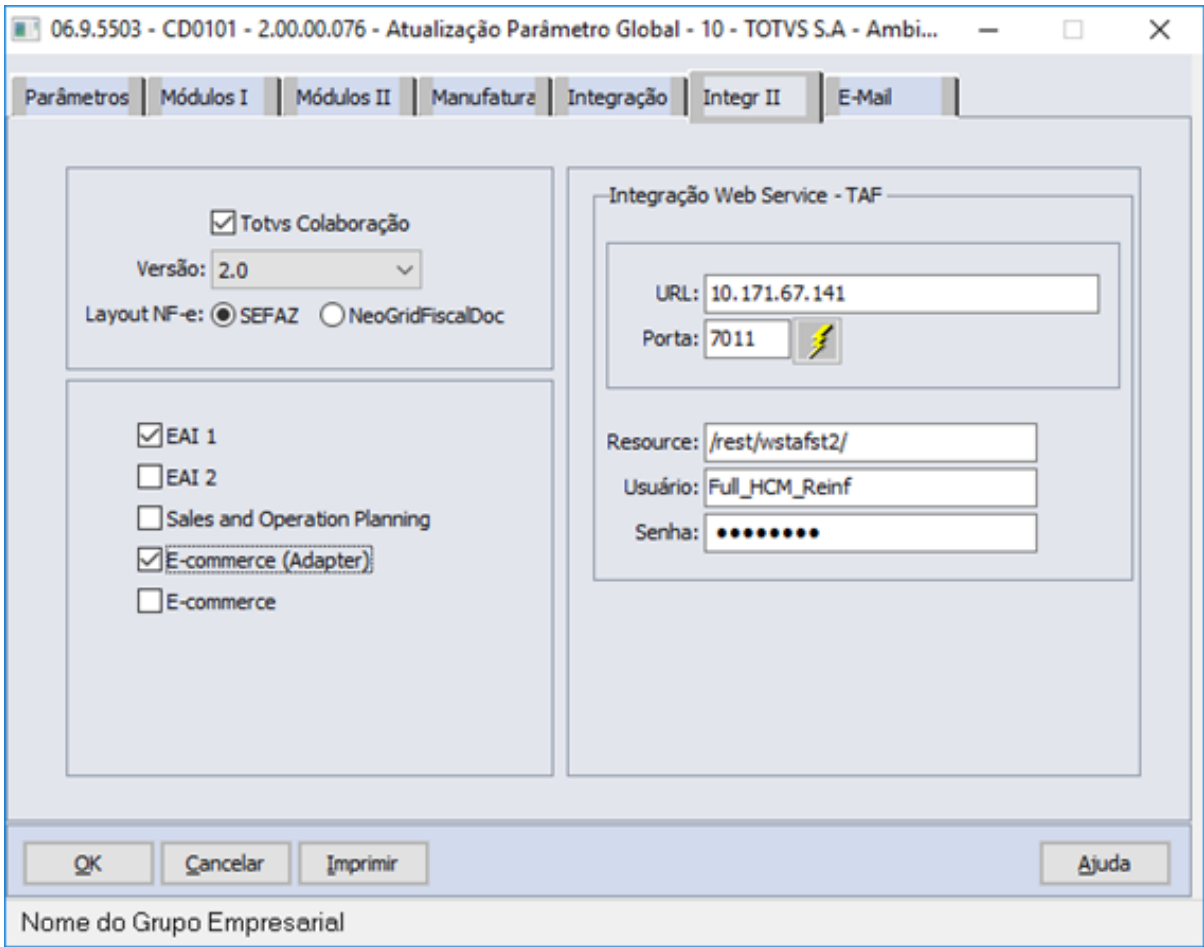 06.9.5503 - CD0101 - 2.00.00.076 - Atualização Parâmetro Global - 10 - TOTVS S.A - Ambi...
Parâmetros Módulos I Módulos II Manufatura Integração Integr II E-Mail
Totvs Colaboração
Versão: 2.0
Layout NF-e: SEFAZ NeoGridFiscalDoc
EAI 1
EAI 2
Sales and Operation Planning
E-commerce (Adapter)
E-commerce
Integração Web Service - TAF
URL: 10.171.67.141
Porta: 7011
Resource: /rest/wstafst2/
Usuário: Full_HCM_Reinf
Senha: ••••••••
OK Cancelar Imprimir Ajuda
Nome do Grupo Empresarial